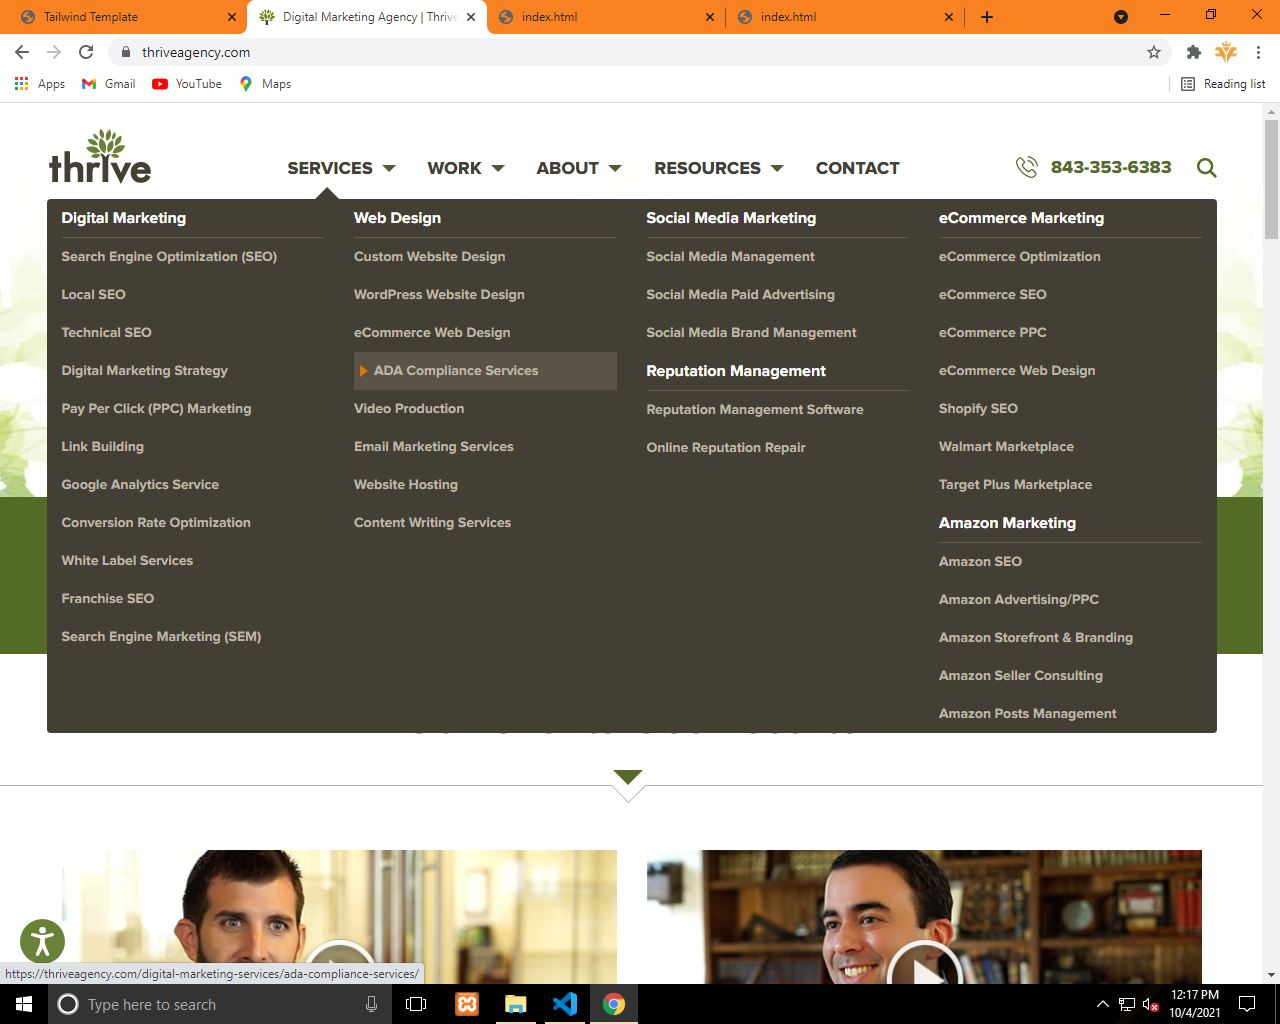 Tailwind Template
Digital Marketing Agency | Thrive
index.html
index.html
thriveagency.com
Apps
Gmail
YouTube
Maps
Reading list
thrive
SERVICES
WORK
ABOUT
RESOURCES
CONTACT
843-353-6383
Digital Marketing
Search Engine Optimization (SEO)
Local SEO
Technical SEO
Digital Marketing Strategy
Pay Per Click (PPC) Marketing
Link Building
Google Analytics Service
Conversion Rate Optimization
White Label Services
Franchise SEO
Search Engine Marketing (SEM)
Web Design
Custom Website Design
WordPress Website Design
eCommerce Web Design
ADA Compliance Services
Video Production
Email Marketing Services
Website Hosting
Content Writing Services
Social Media Marketing
Social Media Management
Social Media Paid Advertising
Social Media Brand Management
Reputation Management
Reputation Management Software
Online Reputation Repair
eCommerce Marketing
eCommerce Optimization
eCommerce SEO
eCommerce PPC
eCommerce Web Design
Shopify SEO
Walmart Marketplace
Target Plus Marketplace
Amazon Marketing
Amazon SEO
Amazon Advertising/PPC
Amazon Storefront & Branding
Amazon Seller Consulting
Amazon Posts Management
https://thriveagency.com/digital-marketing-services/ada-compliance-services/
Type here to search
12:17 PM
10/4/2021